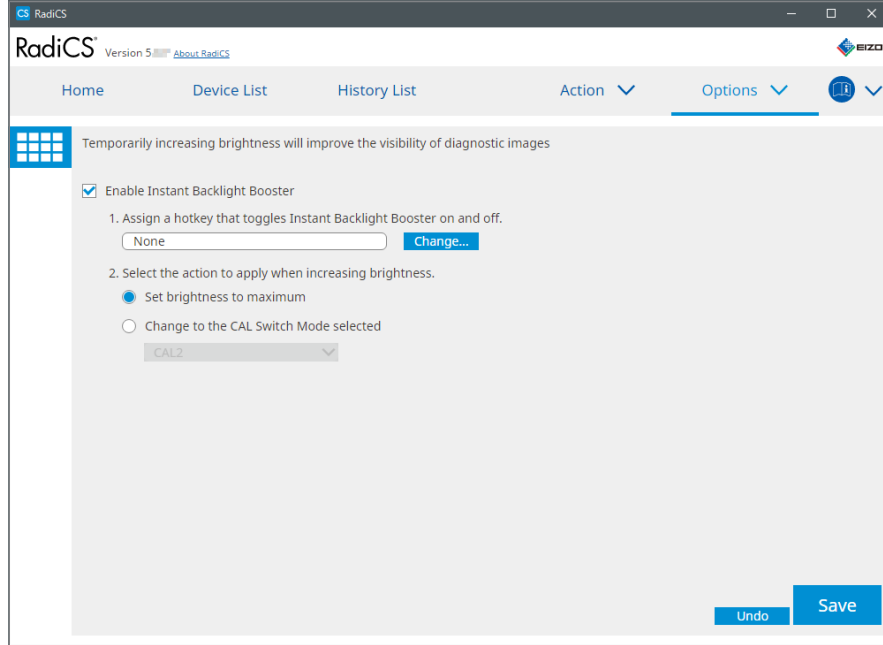 CS RadiCS
RadiCS Version 5. About RadiCS
EIZO
Home Device List History List Action Options
Temporarily increasing brightness will improve the visibility of diagnostic images
Enable Instant Backlight Booster
1. Assign a hotkey that toggles Instant Backlight Booster on and off.
None Change...
2. Select the action to apply when increasing brightness.
Set brightness to maximum
Change to the CAL Switch Mode selected
CAL2
Undo Save